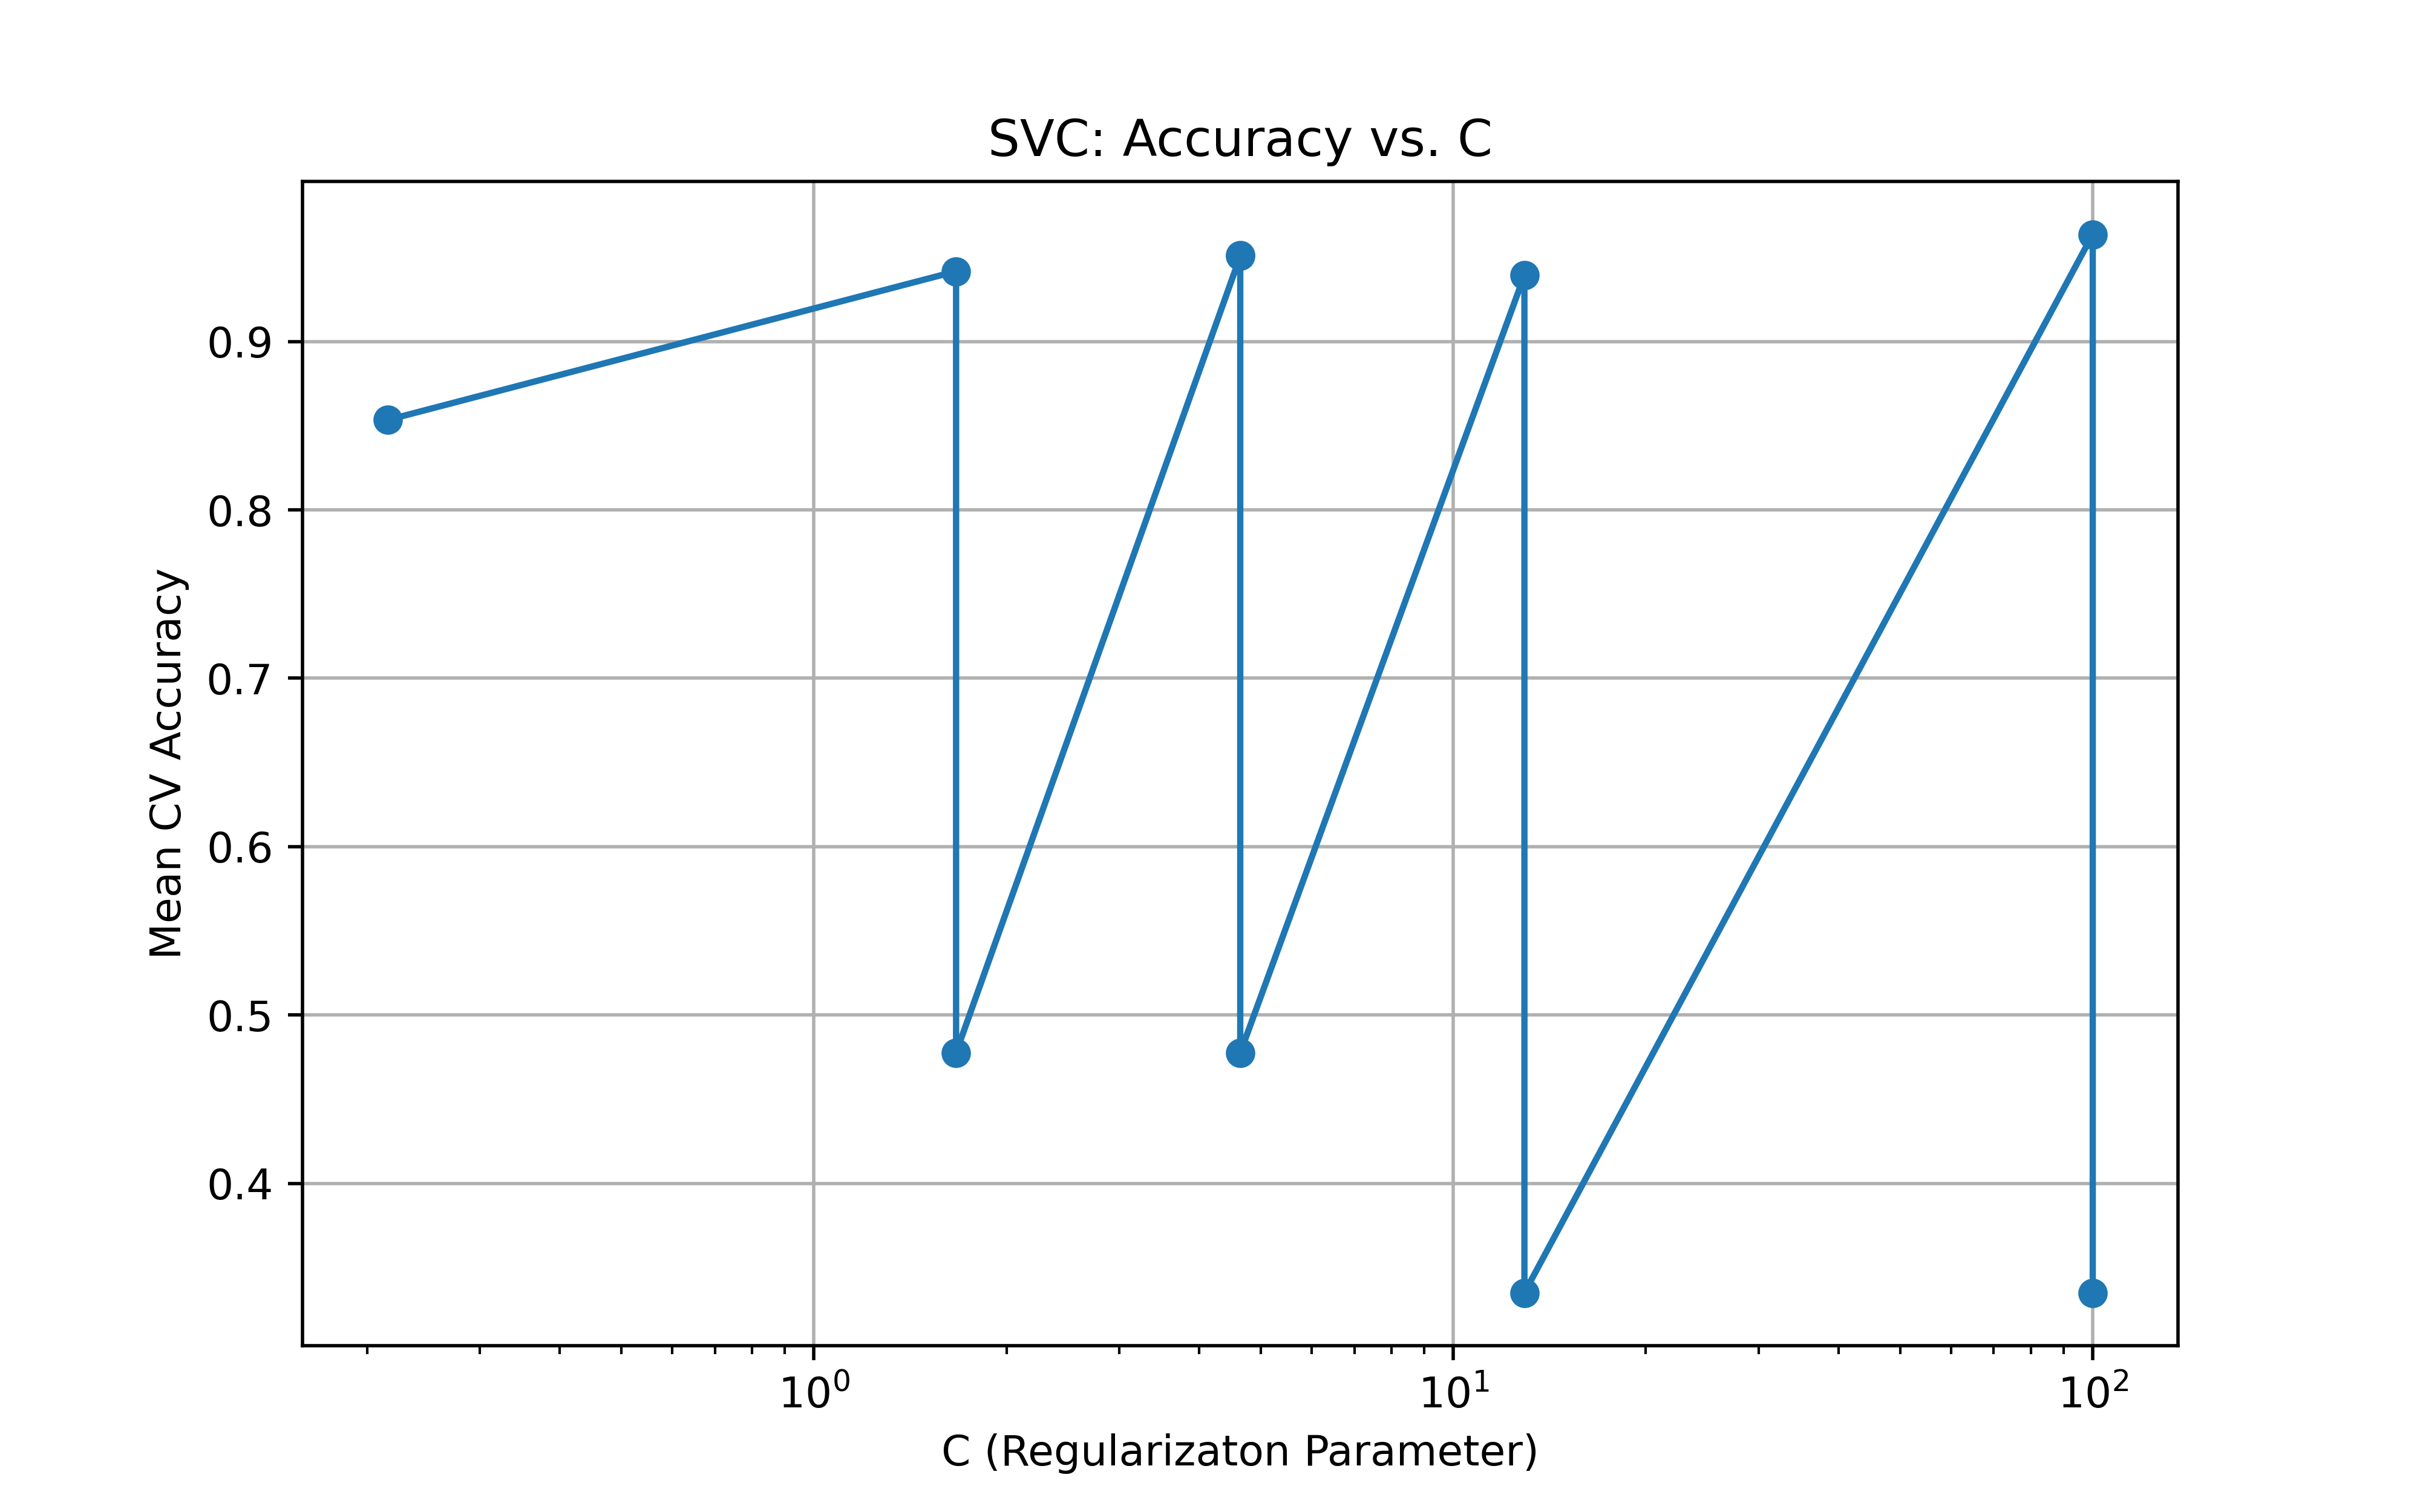 SVC: Accuracy vs. C
Mean CV Accuracy
0.9
0.8
0.7
0.6
0.5
0.4
10⁰ 10¹ 10²
C (Regularizaton Parameter)